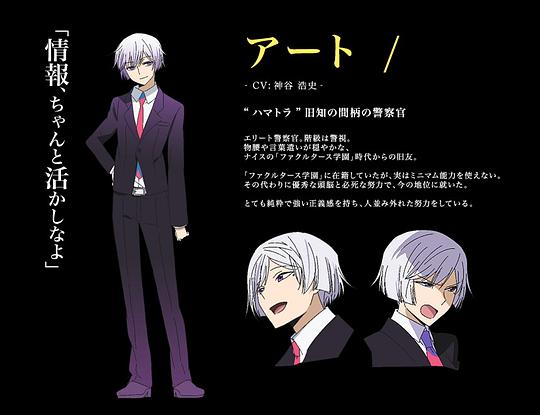 「情報、ちゃんと活かしなよ」
アート /
- CV: 神谷 浩史 -
“ ハマトラ ” 旧知の間柄の警察官
エリート警察官。階級は警視。
物腰や言葉遣いが穏やかな、
ナイスの「ファクルタース学園」時代からの旧友。
「ファクルタース学園」に在籍していたが、実はミニマム能力を使えない。
その代わりに優秀な頭脳と必死な努力で、今の地位に就いた。
とても純粋で強い正義感を持ち、人並み外れた努力をしている。